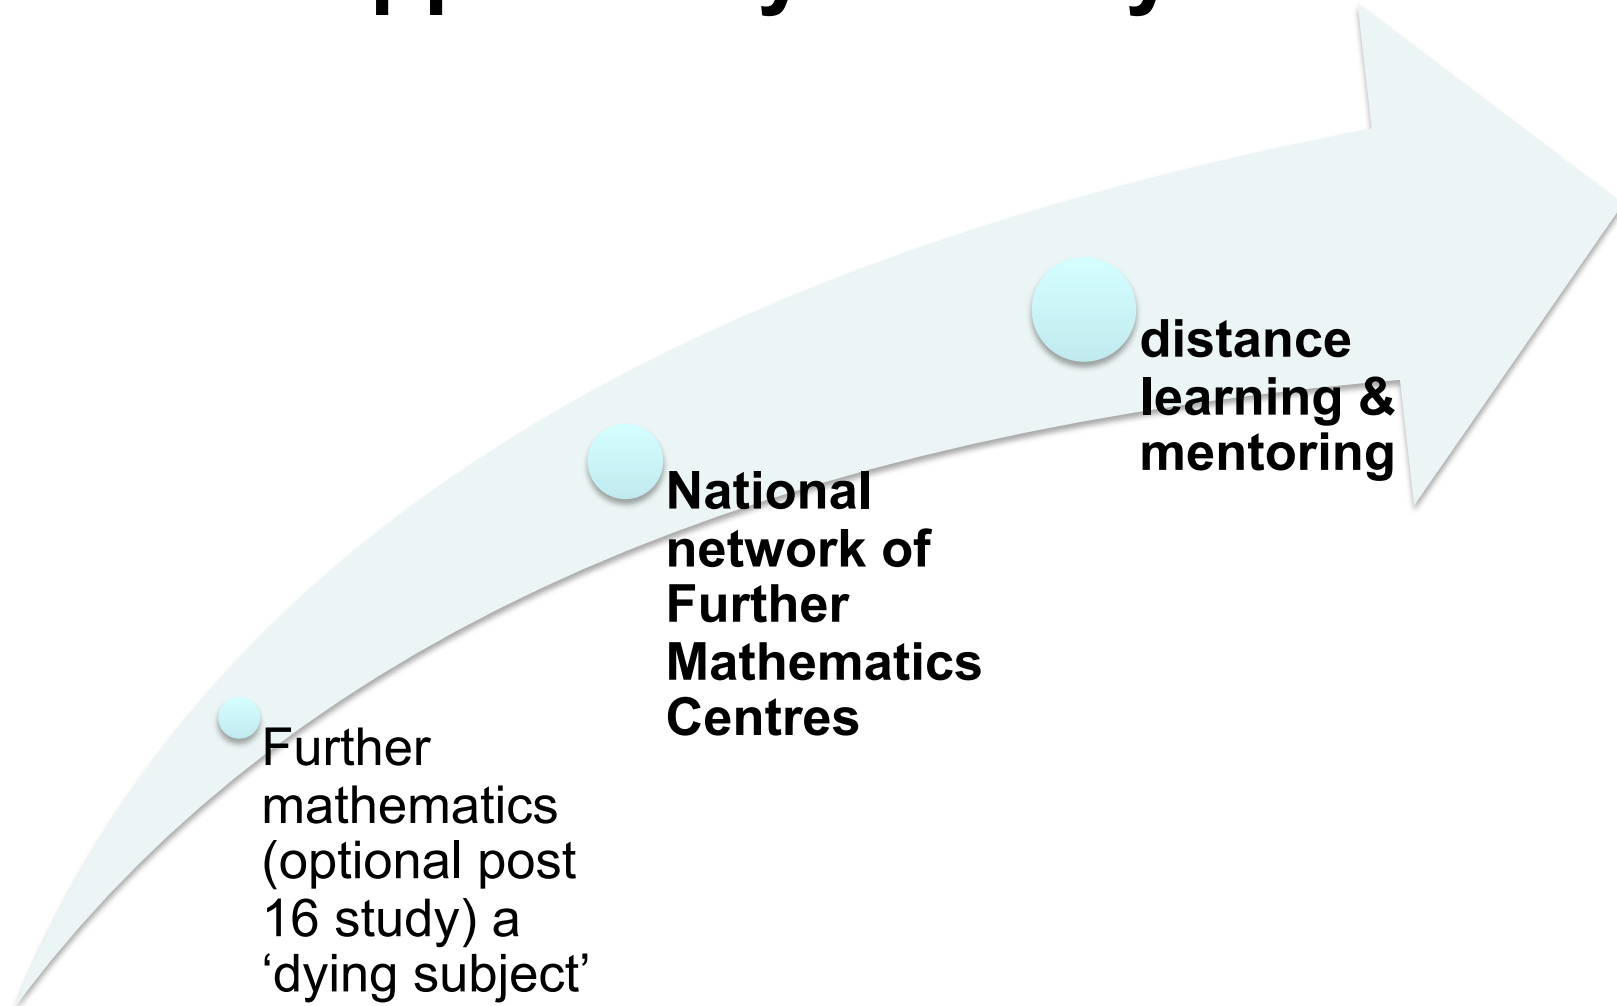 Further
mathematics
(optional post
16 study) a
‘dying subject’
National
network of
Further
Mathematics
Centres
distance
learning &
mentoring